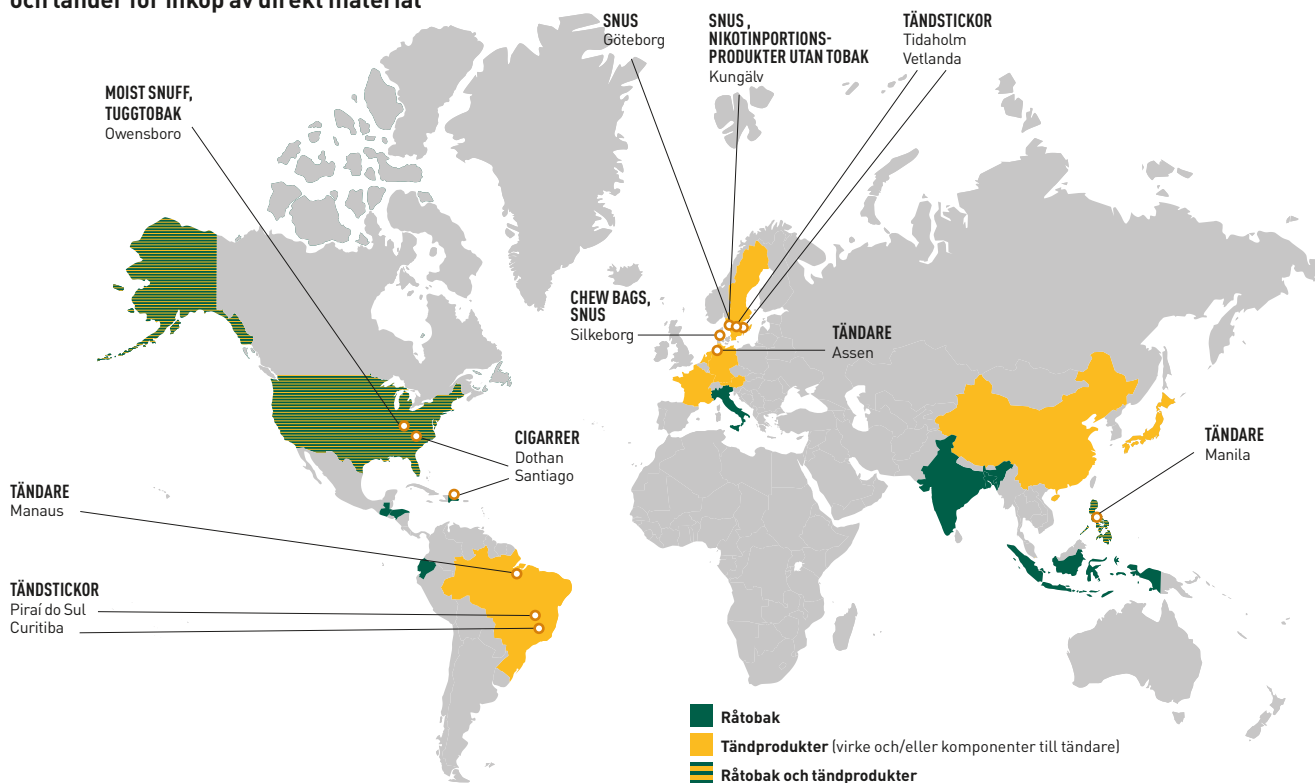 och länder för inköp av direkt material
SNUS
Göteborg
SNUS ,
NIKOTINPORTIONS-
PRODUKTER UTAN TOBAK
Kungälv
TÄNDSTICKOR
Tidaholm
Vetlanda
MOIST SNUFF,
TUGGTOBAK
Owensboro
CHEW BAGS,
SNUS
Silkeborg
TÄNDARE
Assen
CIGARRER
Dothan
Santiago
TÄNDARE
Manila
TÄNDARE
Manaus
TÄNDSTICKOR
Piraí do Sul
Curitiba
Råtobak
Tändprodukter (virke och/eller komponenter till tändare)
Råtobak och tändprodukter